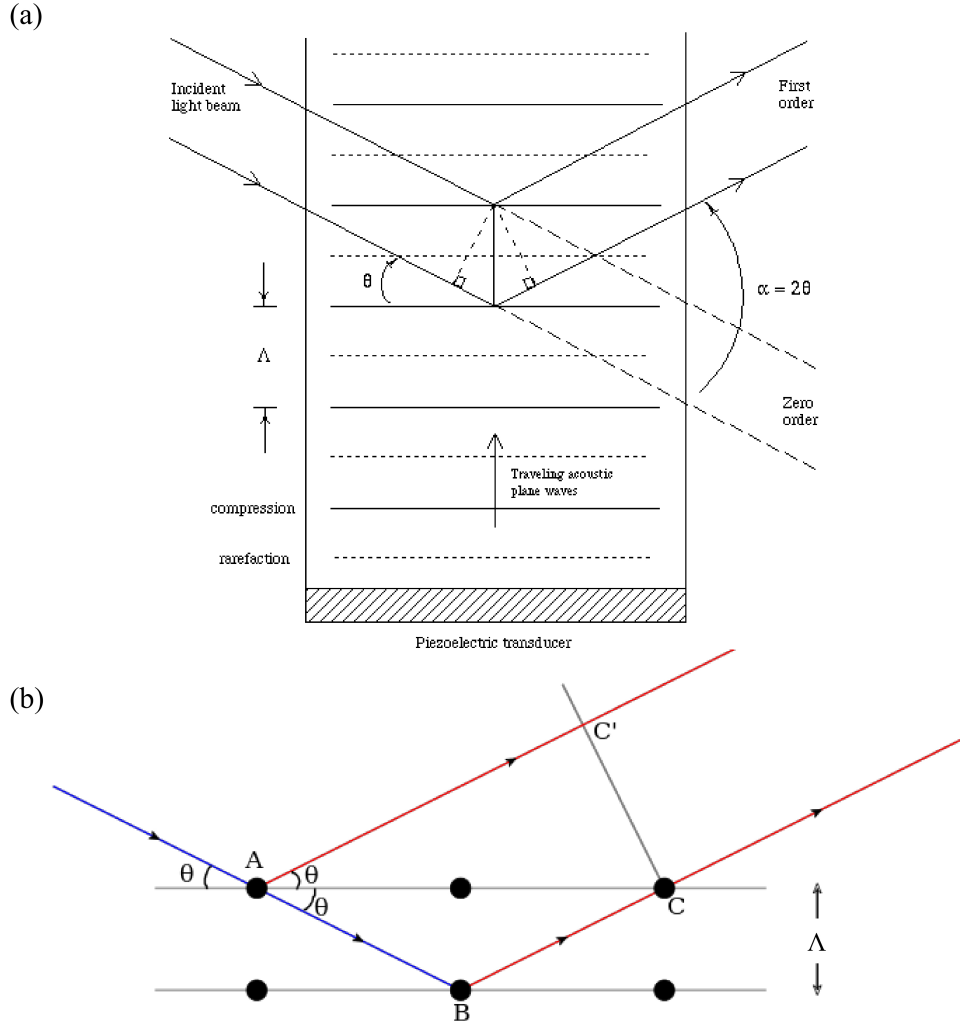 (a)
Incident
light beam
First
order
θ
α = 2θ
Λ
Zero
order
Traveling acoustic
plane waves
compression
rarefaction
Piezoelectric transducer
(b)
C'
A
θ
θ
θ
C
Λ
B